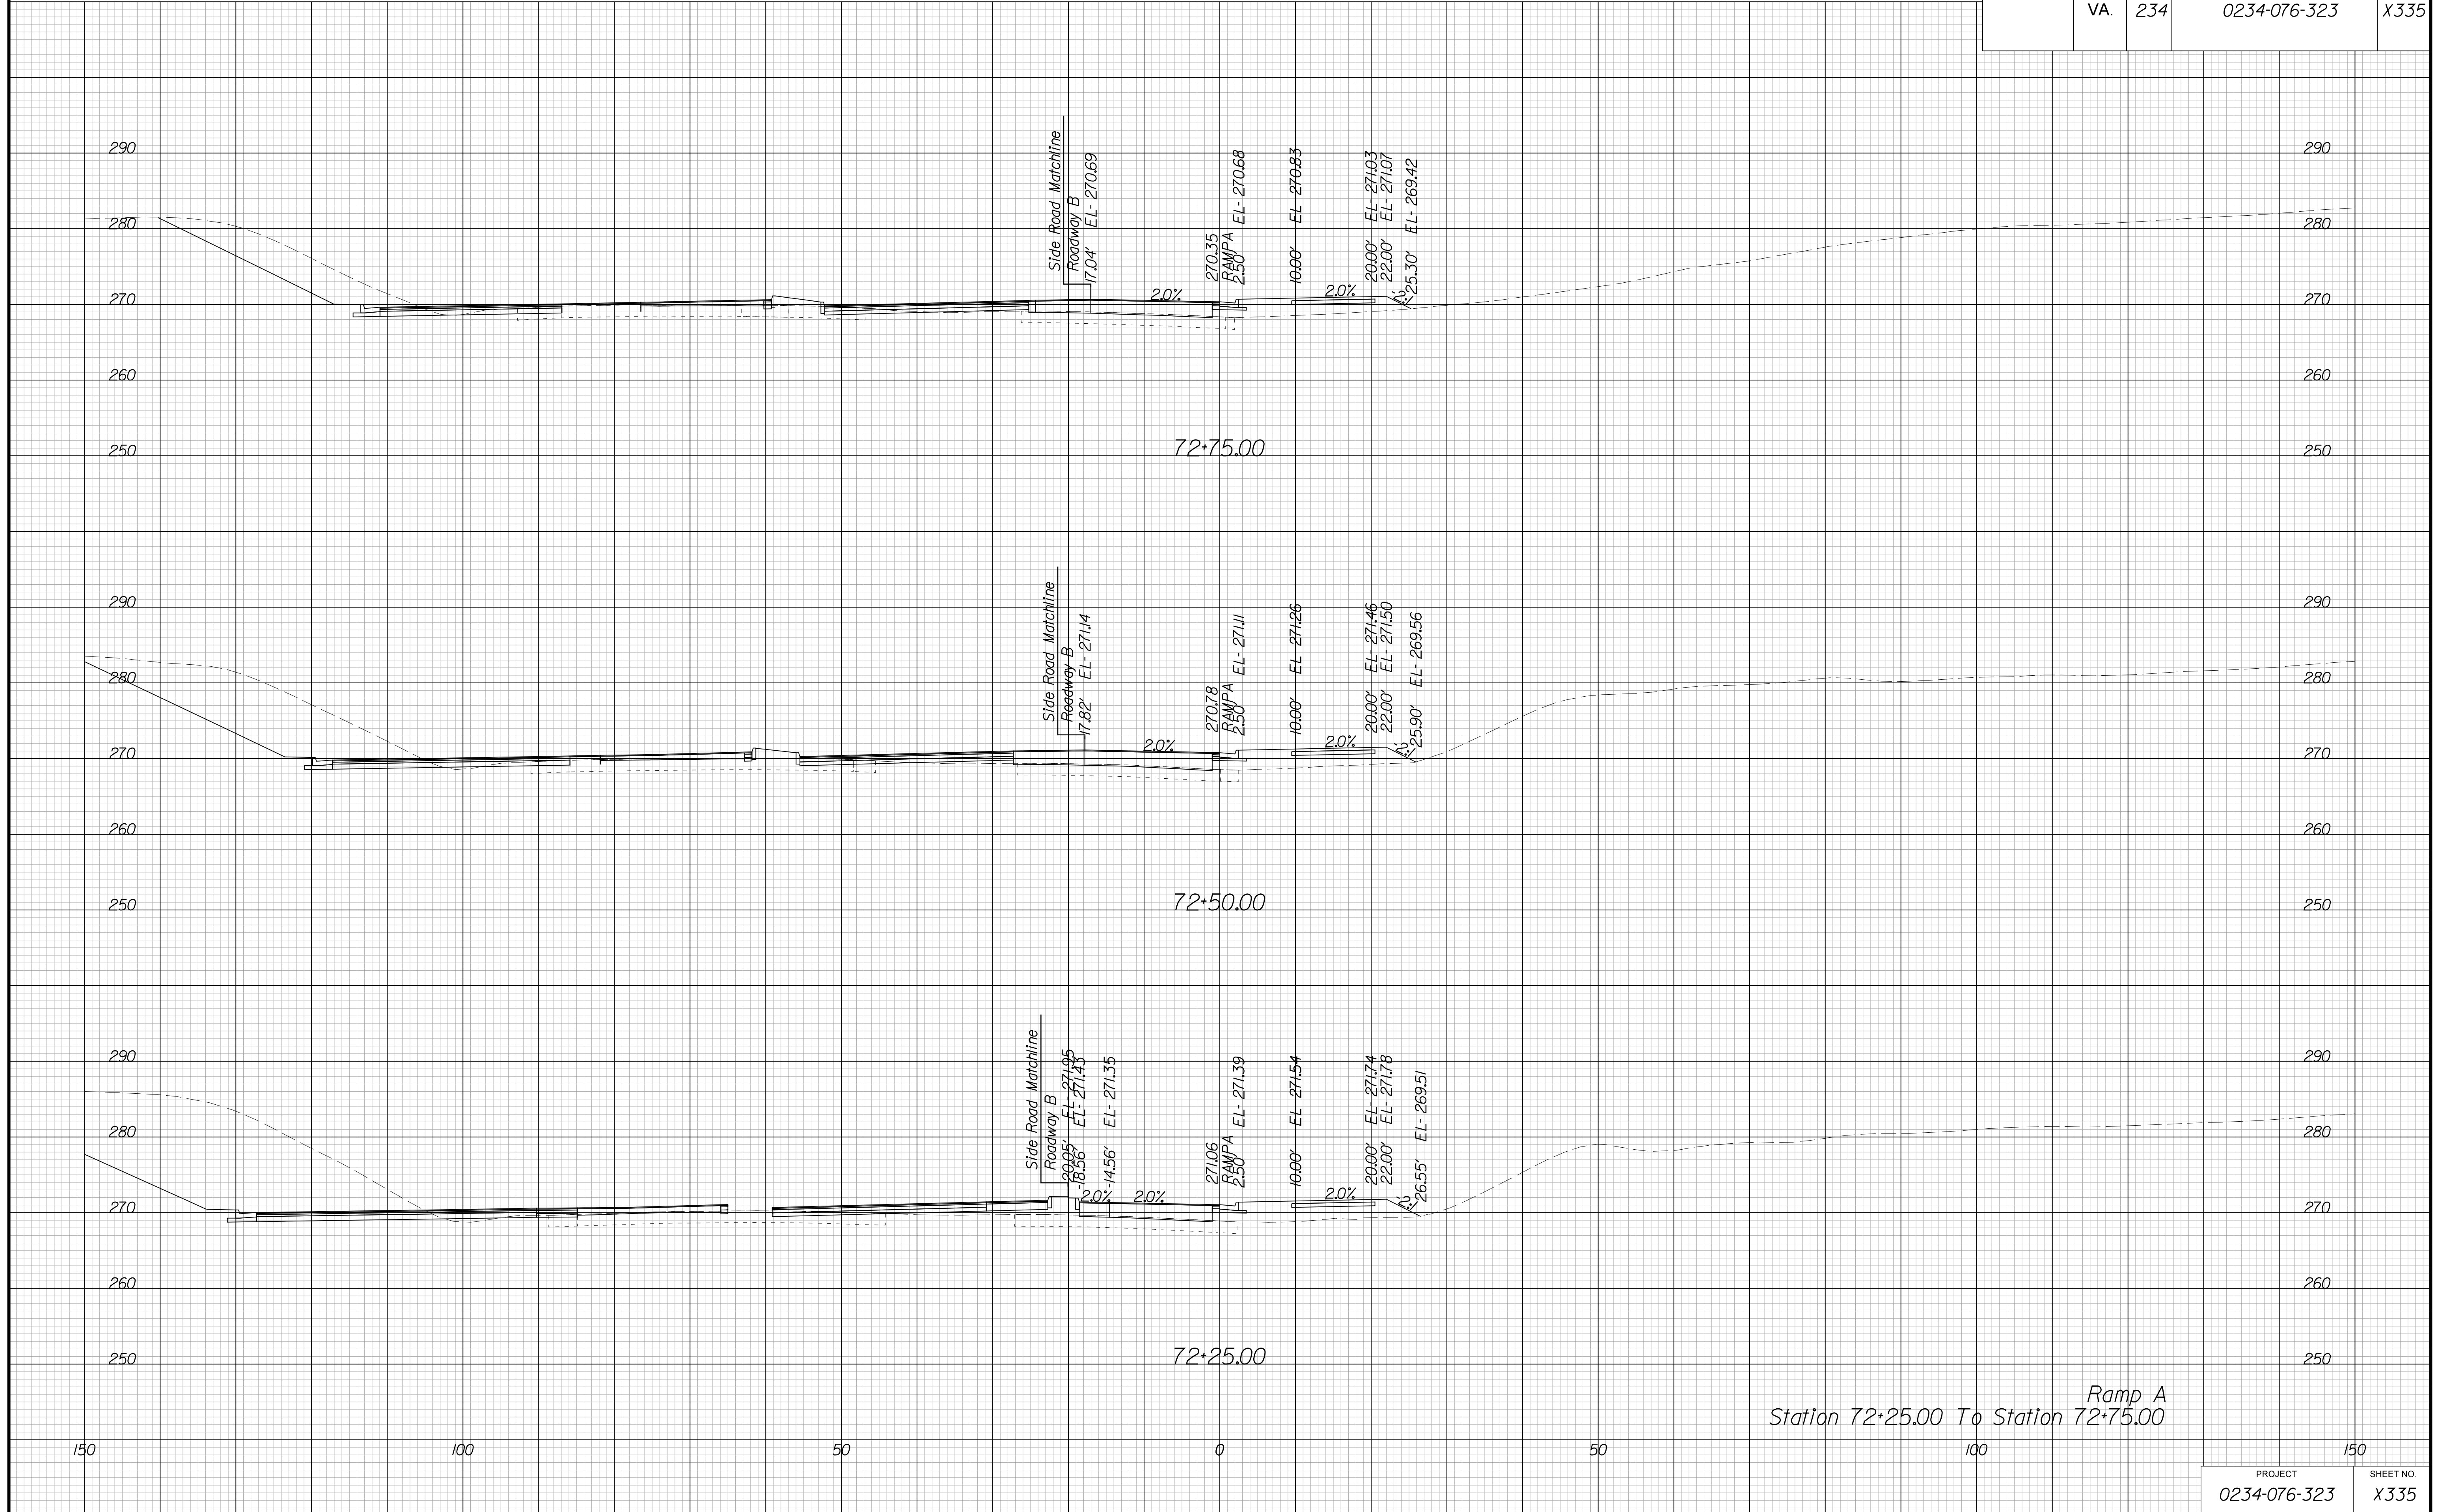 VA. 234 0234-076-323 X335
Side Road Matchline
Roadway B
17.04' EL- 270.69
270.35
RAMPA
2.50' EL- 270.68
10.00' EL- 270.83
20.00' EL- 271.03
22.00' EL- 271.07
25.30' EL- 269.42
290 290
280 280
2.0% 2.0% 2:1
270 270
260 260
250 72+75.00 250
Side Road Matchline
Roadway B
17.82' EL- 271.14
270.78
RAMPA
2.50' EL- 271.11
10.00' EL- 271.26
20.00' EL- 271.46
22.00' EL- 271.50
25.90' EL- 269.56
290 290
280 280
2.0% 2.0% 2:1
270 270
260 260
250 72+50.00 250
Side Road Matchline
Roadway B
20.05' EL- 271.95
-18.56' EL- 271.43
-14.56' EL- 271.35
271.06
RAMPA
2.50' EL- 271.39
10.00' EL- 271.54
20.00' EL- 271.74
22.00' EL- 271.78
26.55' EL- 269.51
290 290
280 280
2.0% 2.0% 2.0% 2:1
270 270
260 260
250 72+25.00 250
Ramp A
Station 72+25.00 To Station 72+75.00
150 100 50 0 50 100 150
PROJECT SHEET NO.
0234-076-323 X335